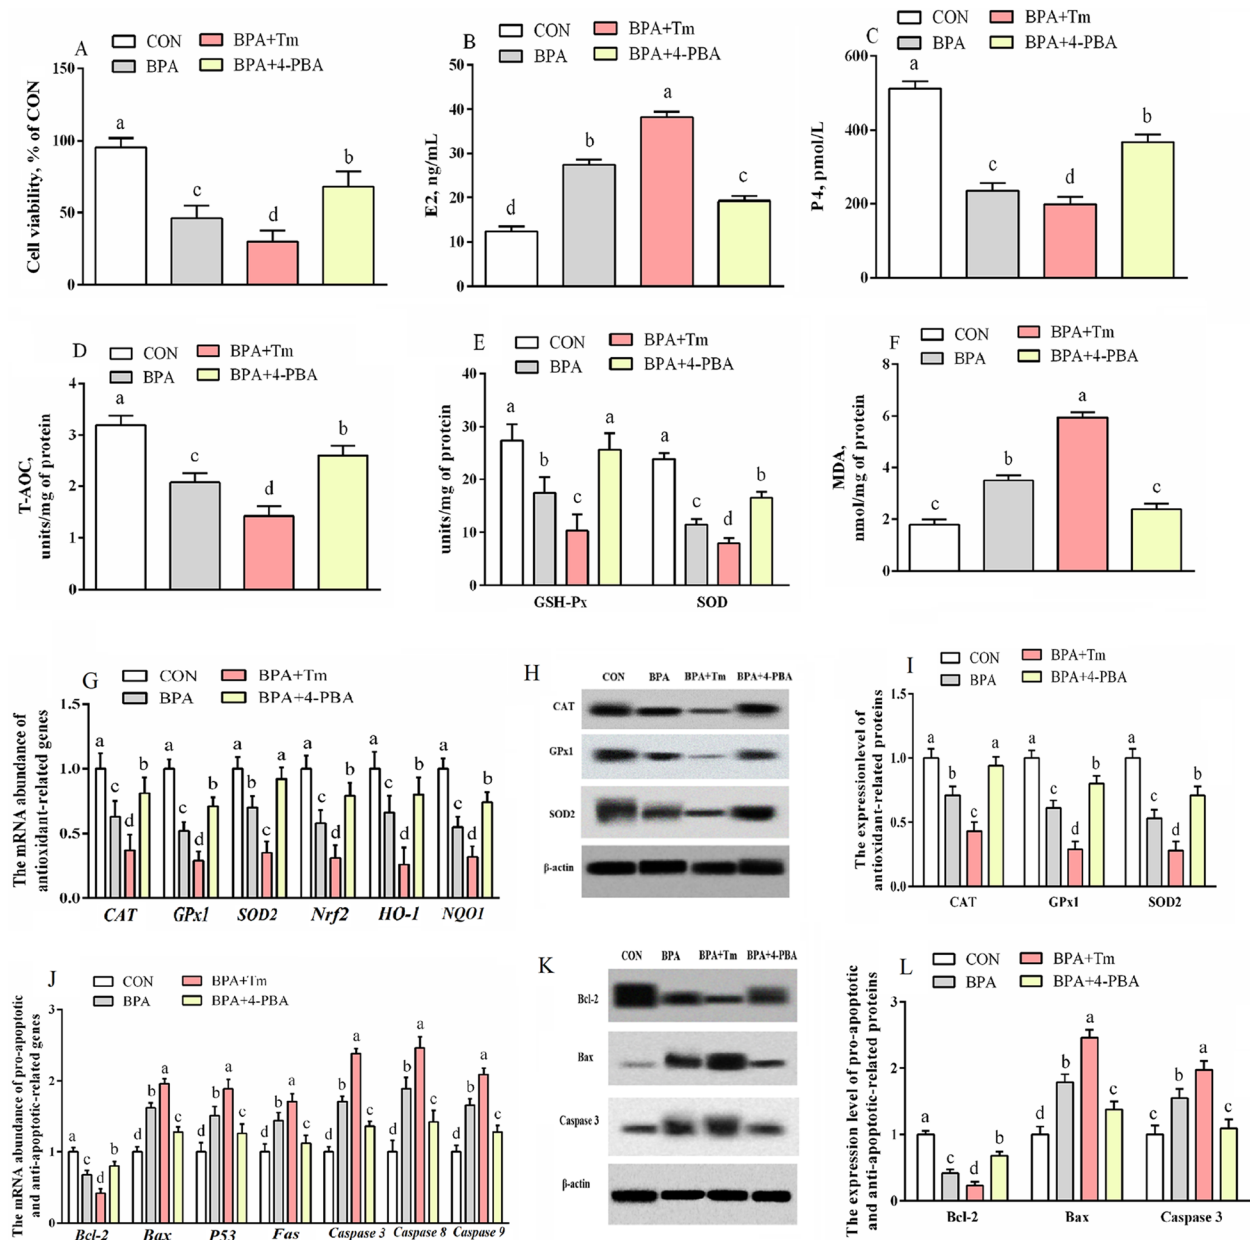 A
CON
BPA+Tm
BPA
BPA+4-PBA
Cell viability, % of CON
150
100
50
0
a
c
d
b
B
CON
BPA+Tm
BPA
BPA+4-PBA
E2, ng/mL
50
40
30
20
10
0
d
b
a
c
C
CON
BPA+Tm
BPA
BPA+4-PBA
P4, pmol/L
600
400
200
0
a
c
d
b
D
CON
BPA+Tm
BPA
BPA+4-PBA
T-AOC,
units/mg of protein
4
3
2
1
0
a
c
d
b
E
CON
BPA+Tm
BPA
BPA+4-PBA
units/mg of protein
40
30
20
10
0
a b c a
a c d b
GSH-Px SOD
F
CON
BPA+Tm
BPA
BPA+4-PBA
MDA,
nmol/mg of protein
8
6
4
2
0
c
b
a
c
G
CON
BPA+Tm
BPA
BPA+4-PBA
The mRNA abundance of
antioxidant-related genes
1.5
1.0
0.5
0.0
a c d b
a c d b
a b c a
a c d b
a c d b
a c d b
CAT GPx1 SOD2 Nrf2 HO-1 NQO1
H
CON BPA BPA+Tm BPA+4-PBA
CAT
GPx1
SOD2
β-actin
I
CON
BPA+Tm
BPA
BPA+4-PBA
The expression level of
antioxidant-related proteins
1.5
1.0
0.5
0.0
a b c a
a c d b
a c d b
CAT GPx1 SOD2
J
CON
BPA+Tm
BPA
BPA+4-PBA
The mRNA abundance of pro-apoptotic
and anti-apoptotic-related genes
3
2
1
0
a c d b
d b a c
d b a c
d b a c
d b a c
d b a c
d b a c
Bcl-2 Bax P53 Fas Caspase 3 Caspase 8 Caspase 9
K
CON BPA BPA+Tm BPA+4-PBA
Bcl-2
Bax
Caspase 3
β-actin
L
CON
BPA+Tm
BPA
BPA+4-PBA
The expression level of pro-apoptotic
and anti-apoptotic-related proteins
3
2
1
0
a c d b
d b a c
c b a c
Bcl-2 Bax Caspase 3